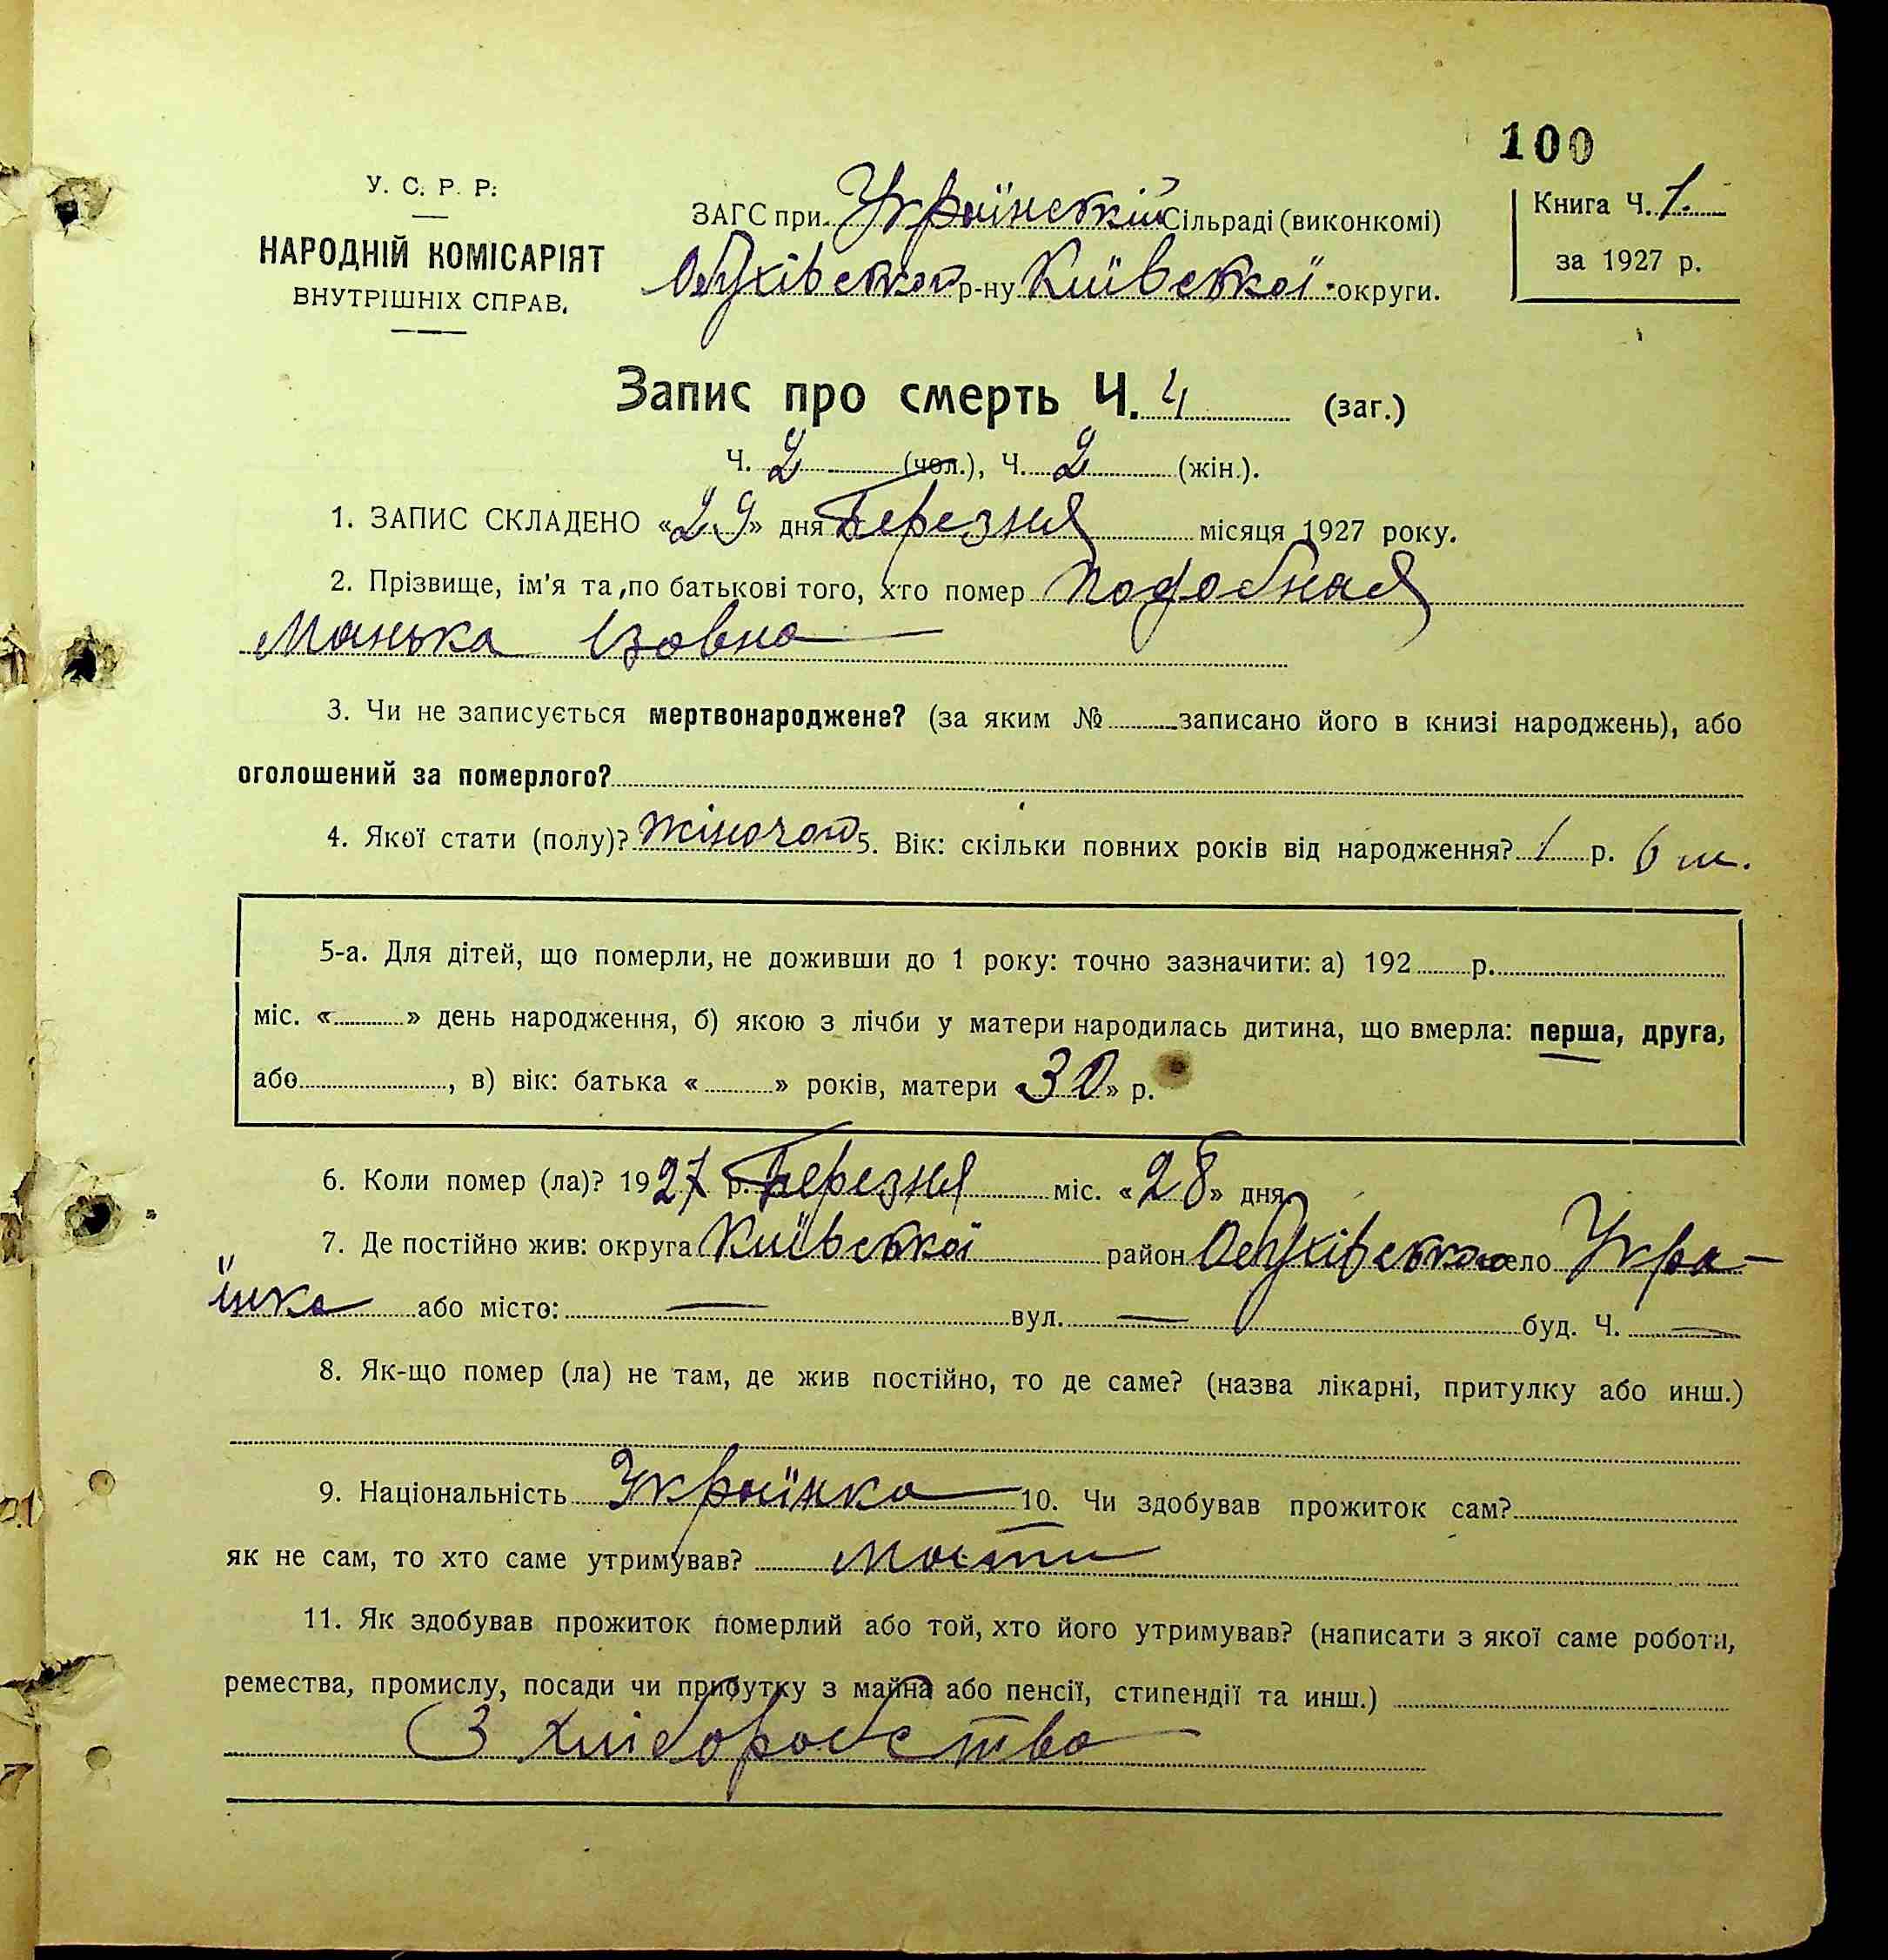 100
У. С. Р. Р.
НАРОДНІЙ КОМІСАРІЯТ
ВНУТРІШНІХ СПРАВ.
ЗАГС при Українській Сільраді (виконкомі)
Обухівського р-ну Київської округи.
Книга Ч. 1
за 1927 р.
Запис про смерть Ч. 4 (заг.)
Ч. 2 (чол.), Ч. 2 (жін.).
1. ЗАПИС СКЛАДЕНО «29» дня Березня місяця 1927 року.
2. Прізвище, ім'я та по батькові того, хто помер Подобная
Манька Ізовна
3. Чи не записується мертвонароджене? (за яким № записано його в книзі народжень), або
оголошений за померлого?
4. Якої стати (полу)? Жіночого 5. Вік: скільки повних років від народження? 1 р. 6 м.
5-а. Для дітей, що померли, не доживши до 1 року: точно зазначити: а) 192 р.
міс. « » день народження, б) якою з лічби у матери народилась дитина, що вмерла: перша, друга,
або , в) вік: батька « » років, матери «30» р.
6. Коли помер (ла)? 1927 р. Березня міс. «28» дня
7. Де постійно жив: округа Київської район Обухівського село Укра-
їнка або місто: — вул. — буд. Ч. —
8. Як-що помер (ла) не там, де жив постійно, то де саме? (назва лікарні, притулку або инш.)
9. Національність Українка 10. Чи здобував прожиток сам?
як не сам, то хто саме утримував? Мати
11. Як здобував прожиток померлий або той, хто його утримував? (написати з якої саме роботи,
ремества, промислу, посади чи прибутку з майна або пенсії, стипендії та инш.)
З хліборобства